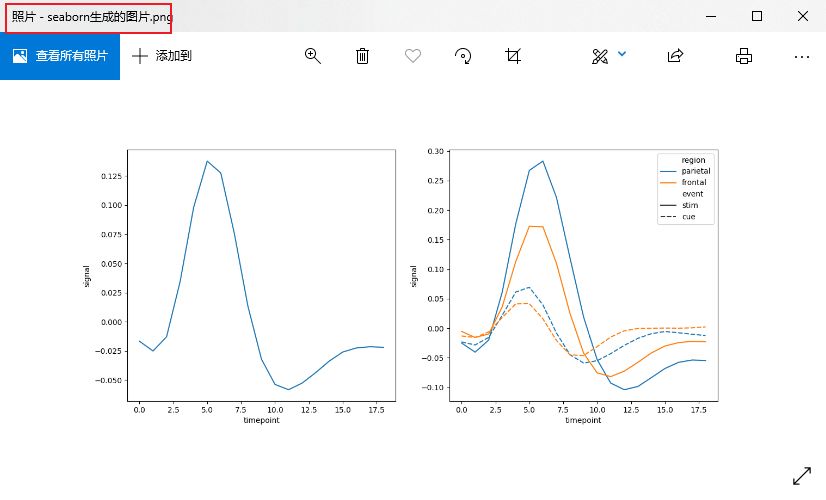 照片 - seaborn生成的图片.png
查看所有照片
添加到
0.125
0.100
0.075
0.050
0.025
0.000
−0.025
−0.050
signal
0.0 2.5 5.0 7.5 10.0 12.5 15.0 17.5
timepoint
0.30
0.25
0.20
0.15
0.10
0.05
0.00
−0.05
−0.10
signal
region
parietal
frontal
event
stim
cue
0.0 2.5 5.0 7.5 10.0 12.5 15.0 17.5
timepoint